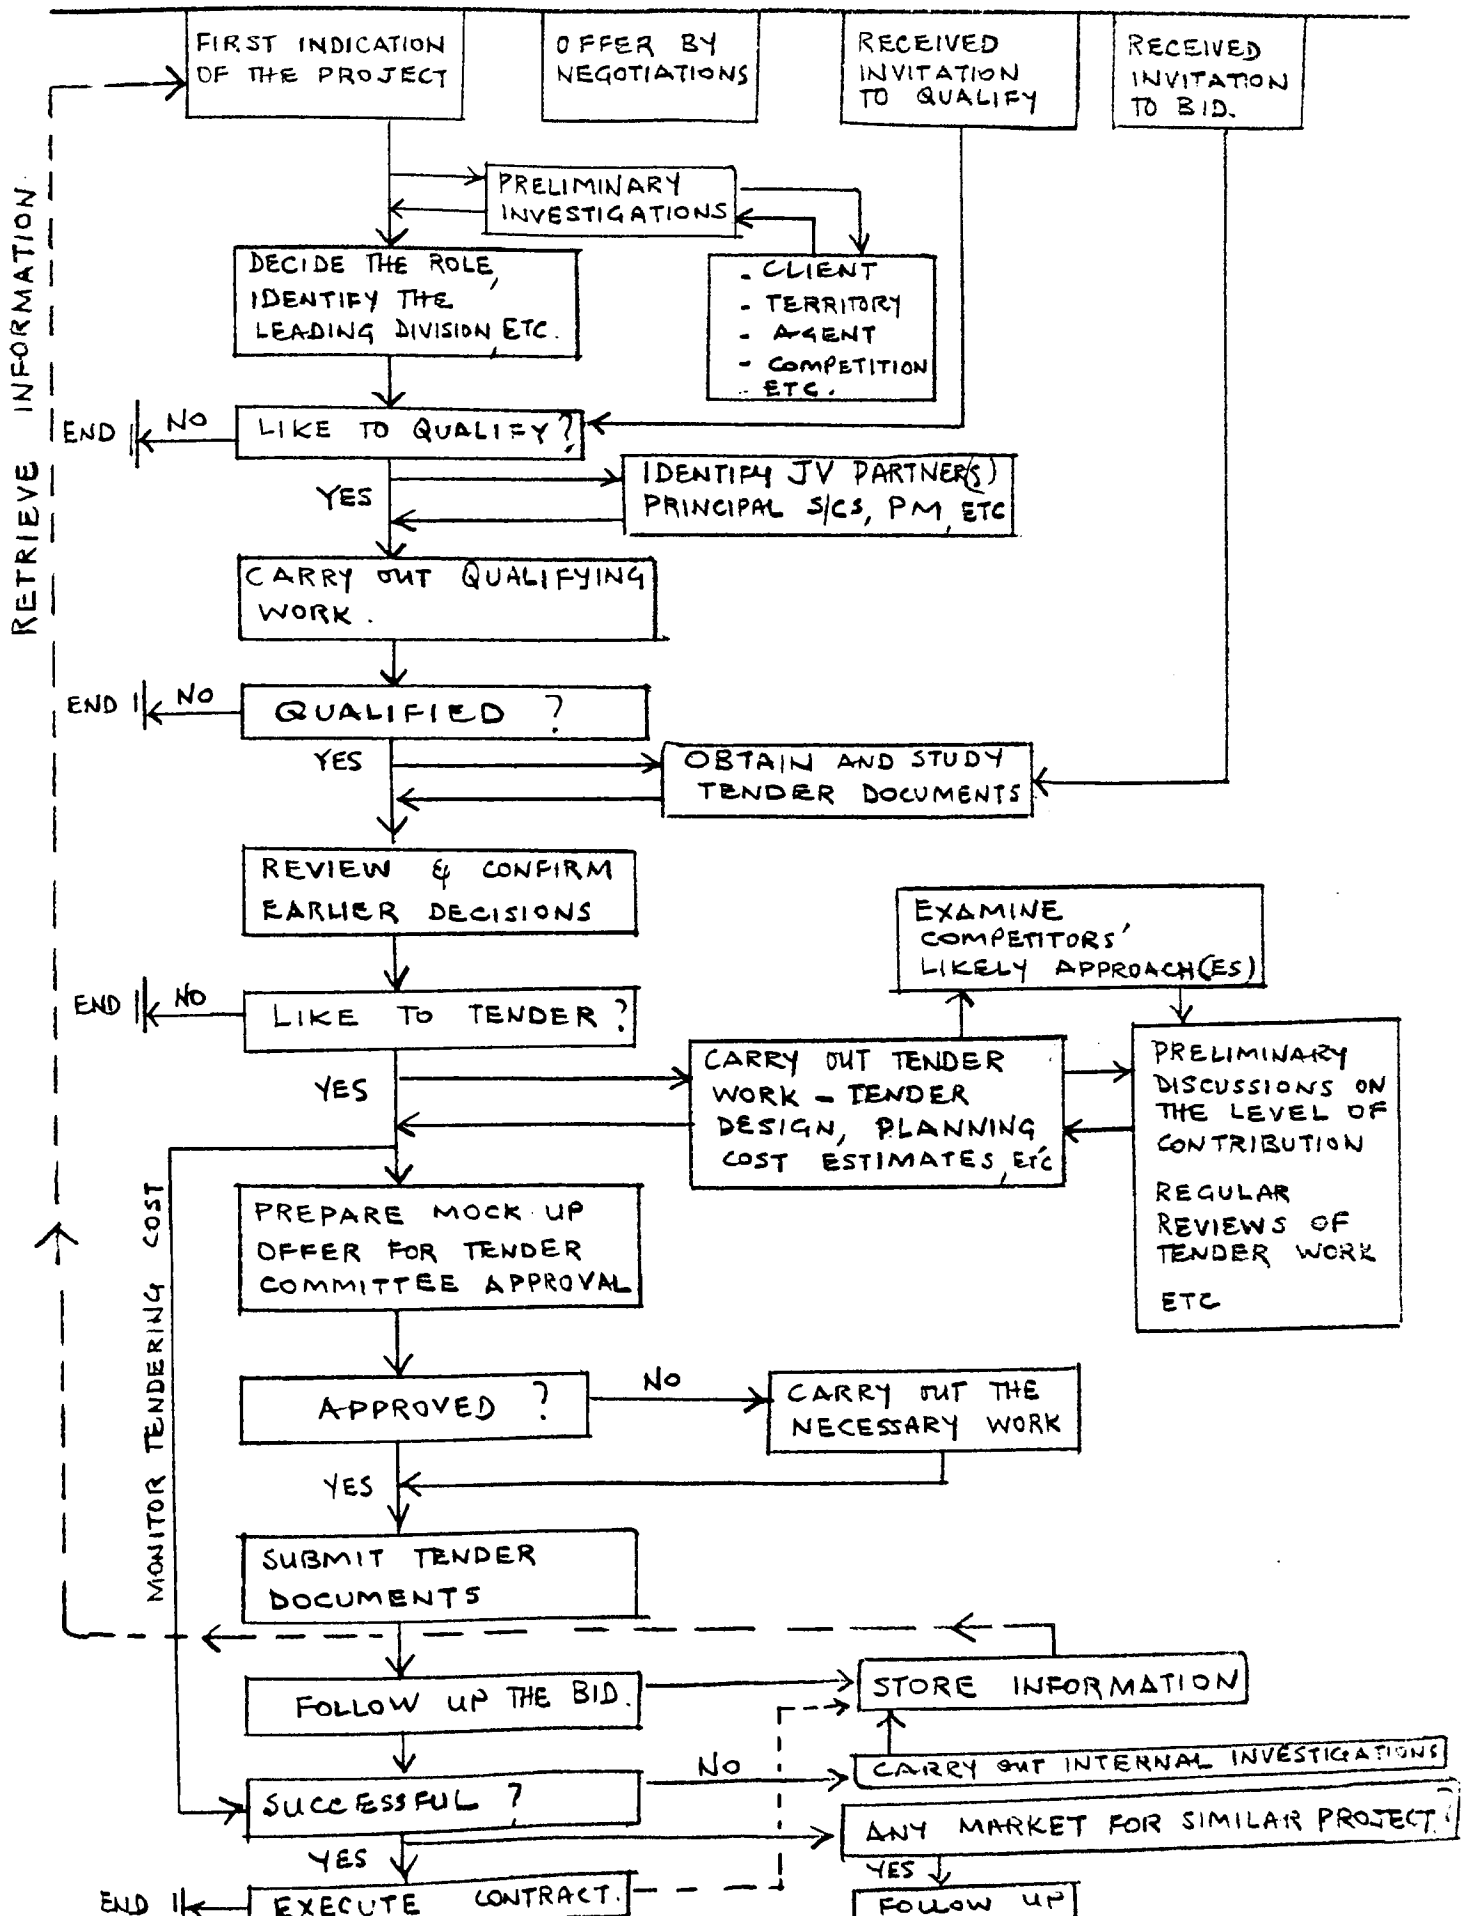 FIRST INDICATION
OF THE PROJECT
OFFER BY
NEGOTIATIONS
RECEIVED
INVITATION
TO QUALIFY
RECEIVED
INVITATION
TO BID.
RETRIEVE INFORMATION
PRELIMINARY
INVESTIGATIONS
DECIDE THE ROLE,
IDENTIFY THE
LEADING DIVISION, ETC.
- CLIENT
- TERRITORY
- AGENT
- COMPETITION
ETC.
END
NO
LIKE TO QUALIFY?
YES
IDENTIFY JV PARTNER(S)
PRINCIPAL S/CS, PM, ETC
CARRY OUT QUALIFYING
WORK.
END
NO
QUALIFIED ?
YES
OBTAIN AND STUDY
TENDER DOCUMENTS
REVIEW & CONFIRM
EARLIER DECISIONS
EXAMINE
COMPETITORS'
LIKELY APPROACH(ES)
END
NO
LIKE TO TENDER?
YES
CARRY OUT TENDER
WORK - TENDER
DESIGN, PLANNING
COST ESTIMATES, ETC
PRELIMINARY
DISCUSSIONS ON
THE LEVEL OF
CONTRIBUTION
REGULAR
REVIEWS OF
TENDER WORK
ETC
MONITOR TENDERING COST
PREPARE MOCK UP
OFFER FOR TENDER
COMMITTEE APPROVAL
APPROVED ?
NO
CARRY OUT THE
NECESSARY WORK
YES
SUBMIT TENDER
DOCUMENTS
FOLLOW UP THE BID.
STORE INFORMATION
NO
CARRY OUT INTERNAL INVESTIGATIONS
SUCCESSFUL ?
ANY MARKET FOR SIMILAR PROJECT?
YES
YES
END
EXECUTE CONTRACT.
FOLLOW UP